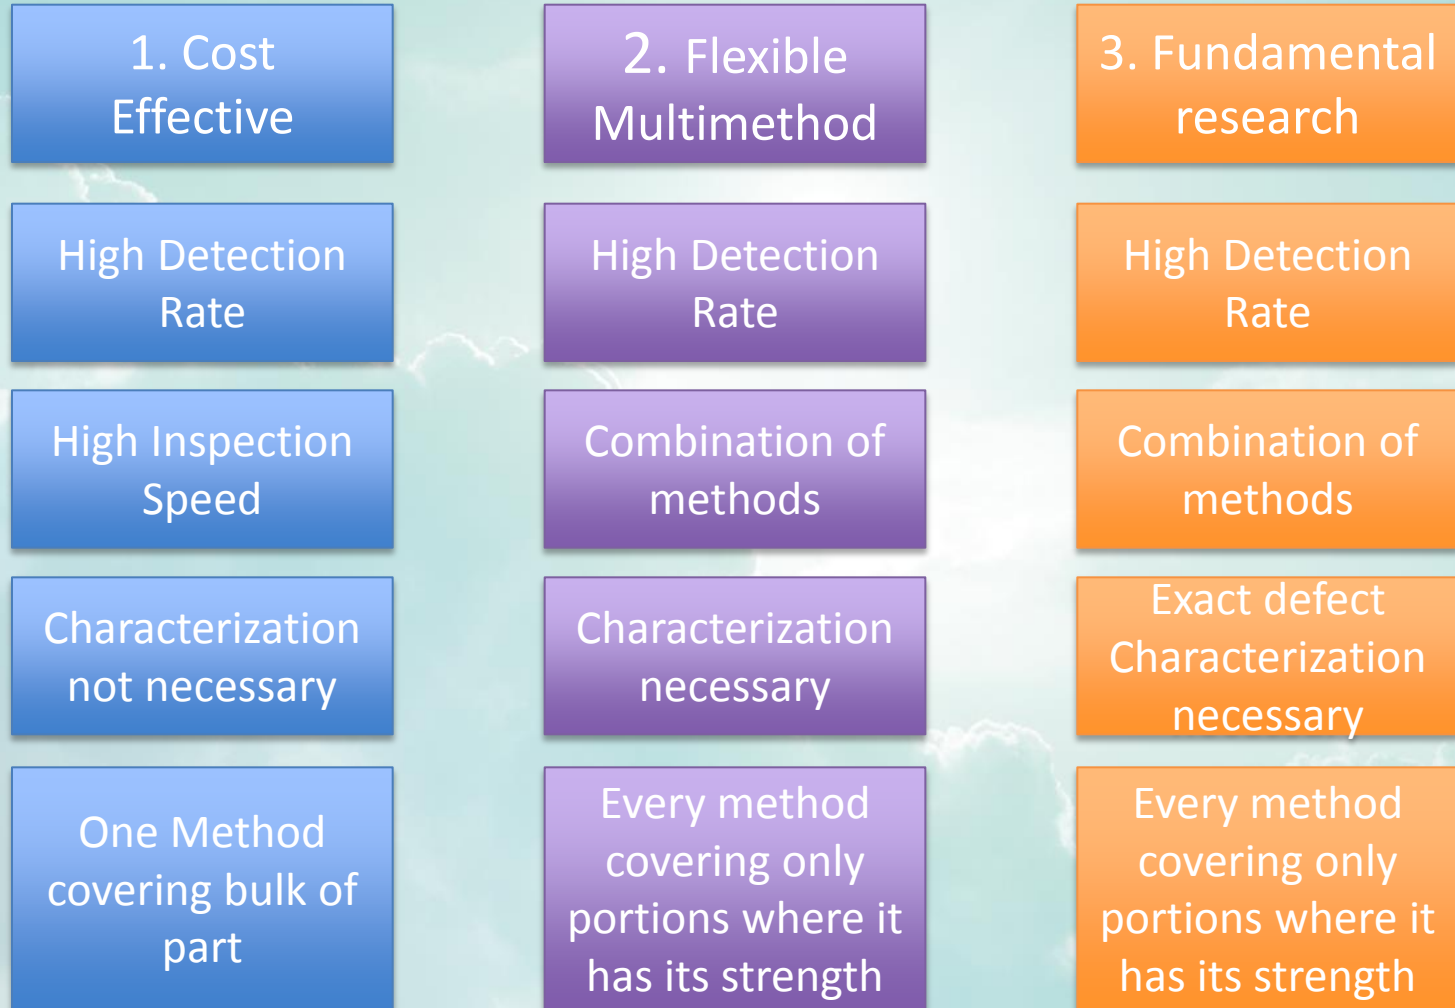 1. Cost
Effective
2. Flexible
Multimethod
3. Fundamental
research
High Detection
Rate
High Detection
Rate
High Detection
Rate
High Inspection
Speed
Combination of
methods
Combination of
methods
Characterization
not necessary
Characterization
necessary
Exact defect
Characterization
necessary
One Method
covering bulk of
part
Every method
covering only
portions where it
has its strength
Every method
covering only
portions where it
has its strength